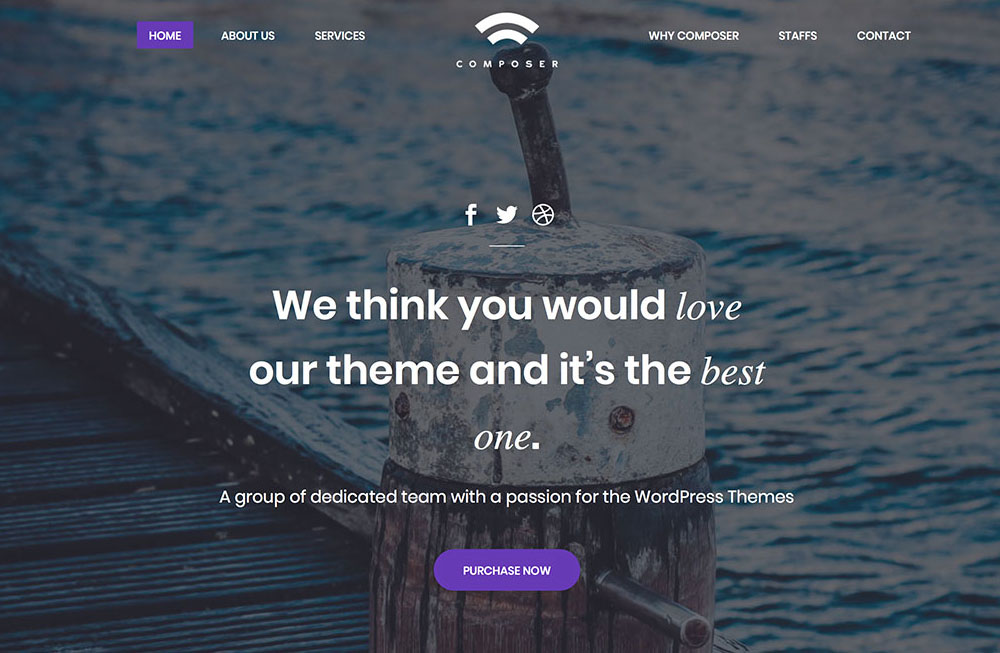 HOME ABOUT US SERVICES COMPOSER WHY COMPOSER STAFFS CONTACT
We think you would love
our theme and it’s the best
one.
A group of dedicated team with a passion for the WordPress Themes
PURCHASE NOW